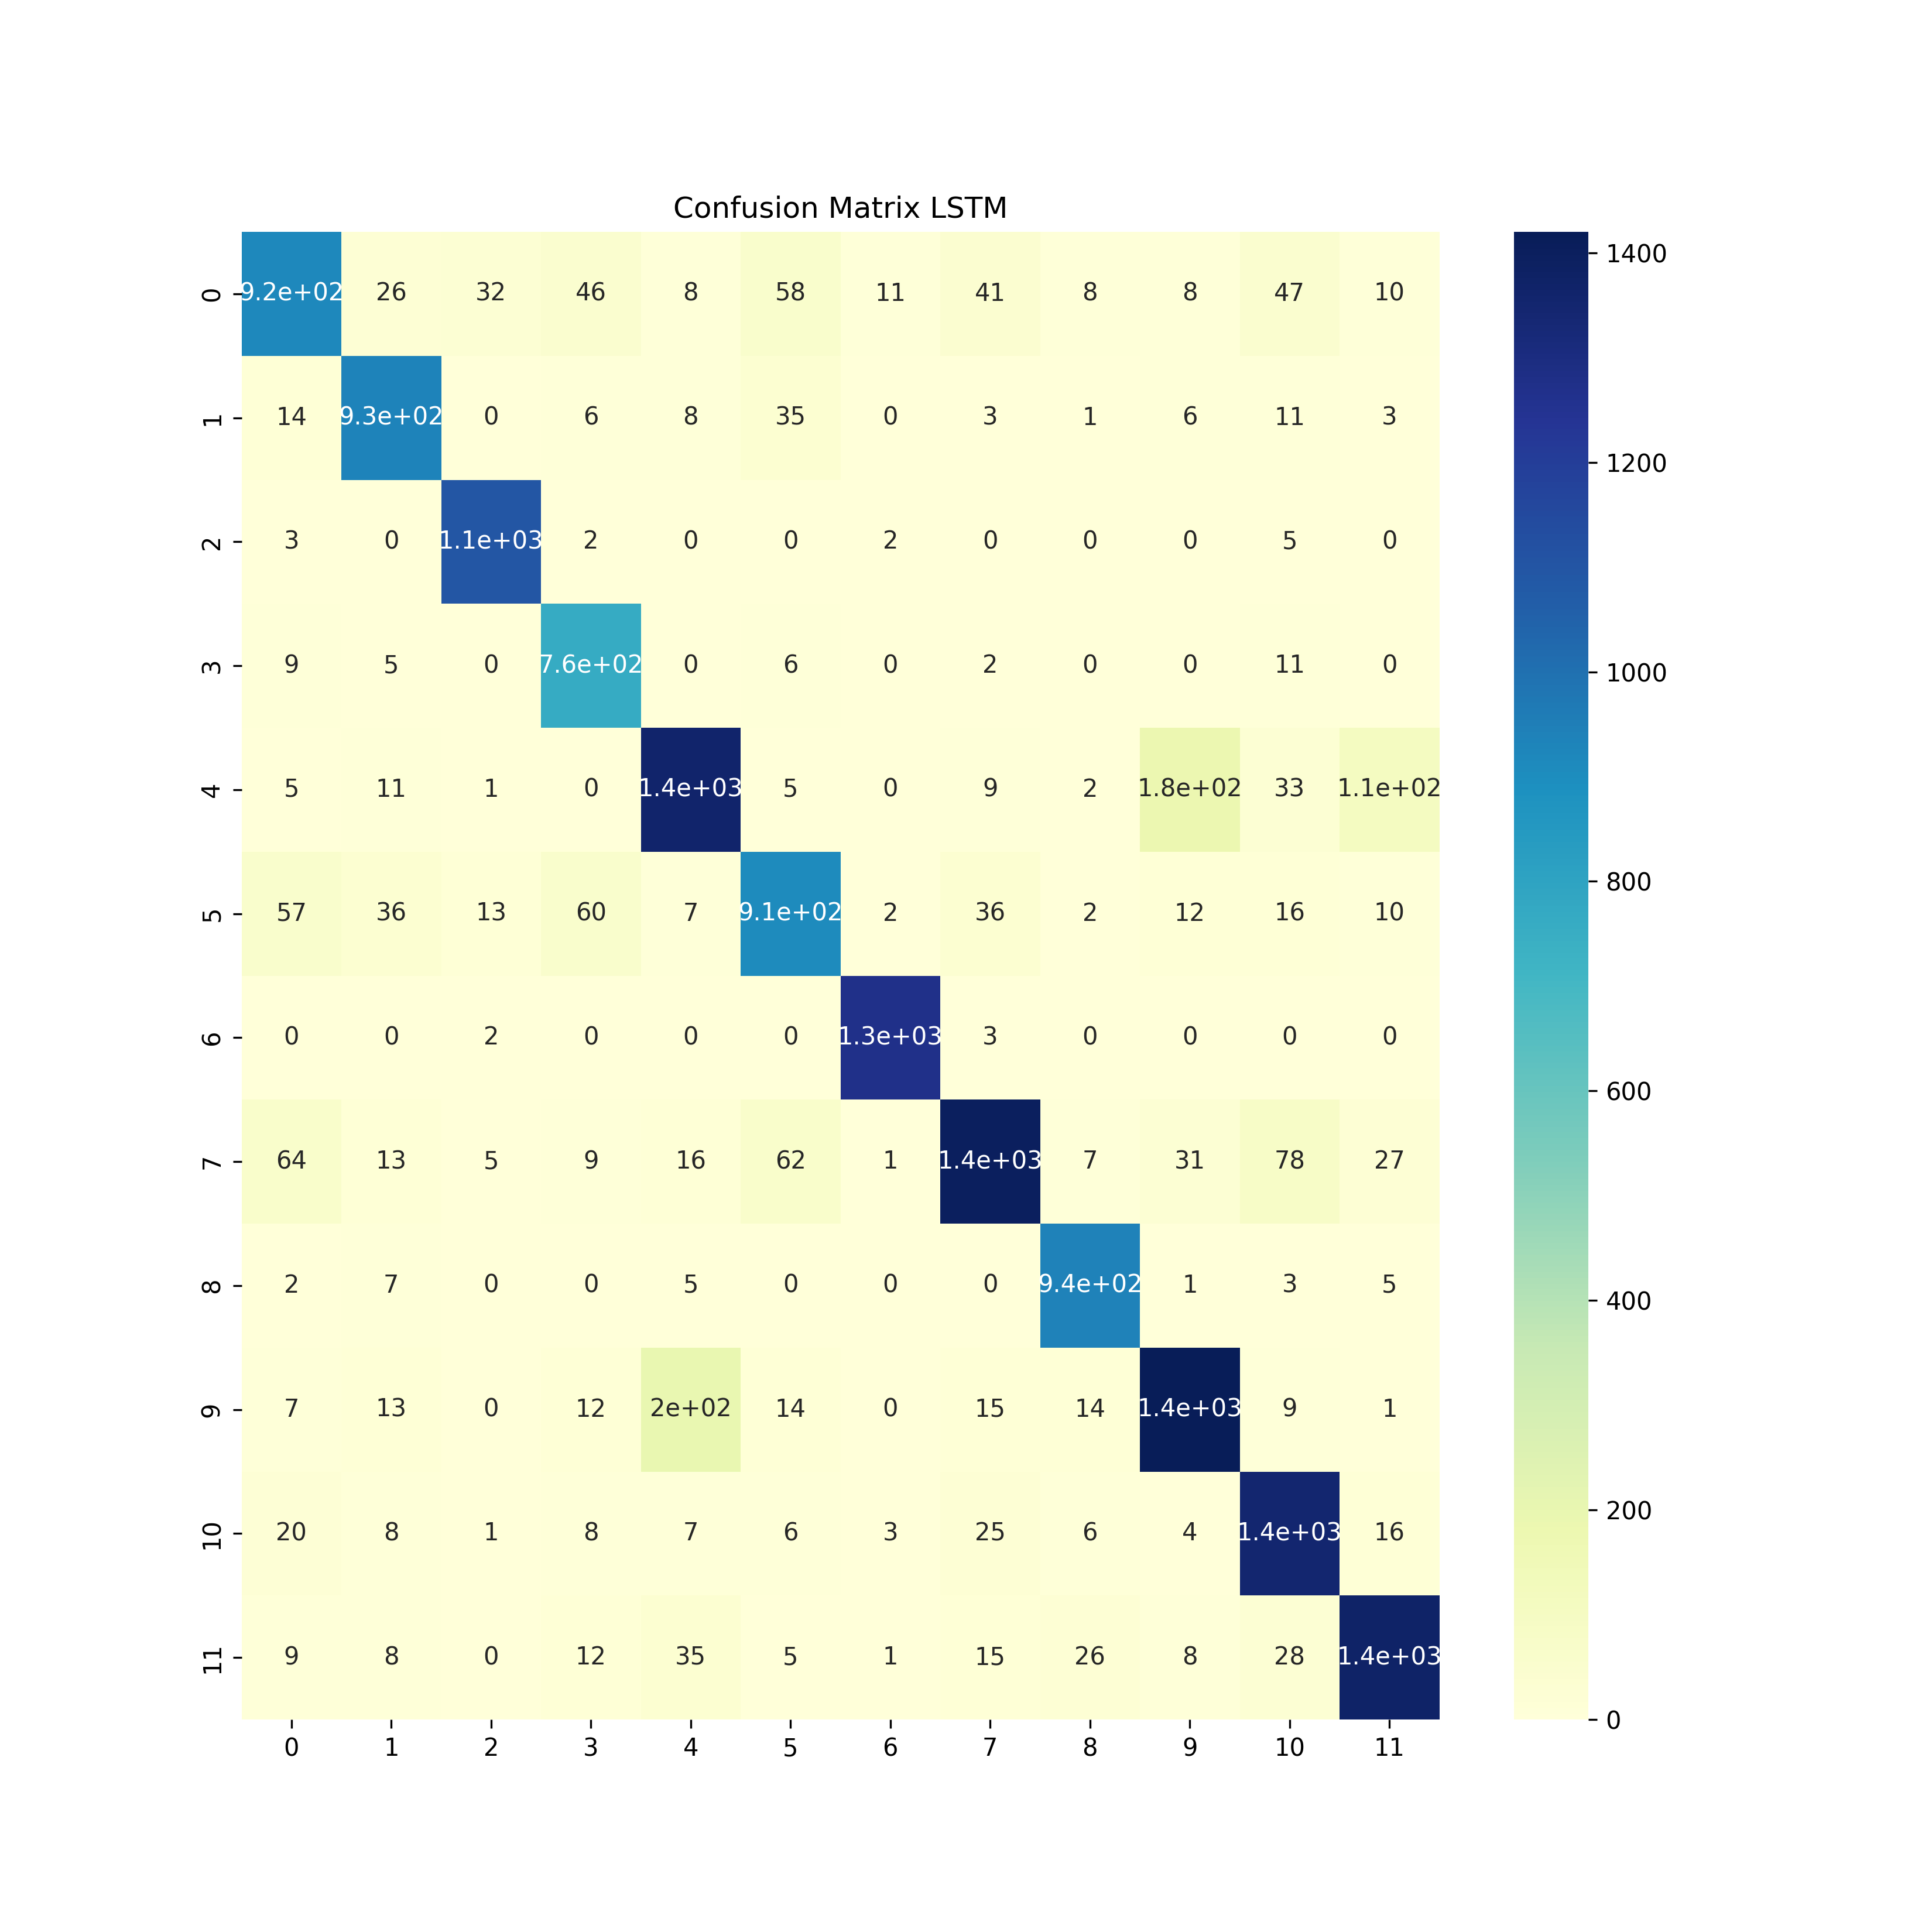 Confusion Matrix LSTM
0 9.2e+02 26 32 46 8 58 11 41 8 8 47 10
1 14 9.3e+02 0 6 8 35 0 3 1 6 11 3
2 3 0 1.1e+03 2 0 0 2 0 0 0 5 0
3 9 5 0 7.6e+02 0 6 0 2 0 0 11 0
4 5 11 1 0 1.4e+03 5 0 9 2 1.8e+02 33 1.1e+02
5 57 36 13 60 7 9.1e+02 2 36 2 12 16 10
6 0 0 2 0 0 0 1.3e+03 3 0 0 0 0
7 64 13 5 9 16 62 1 1.4e+03 7 31 78 27
8 2 7 0 0 5 0 0 0 9.4e+02 1 3 5
9 7 13 0 12 2e+02 14 0 15 14 1.4e+03 9 1
10 20 8 1 8 7 6 3 25 6 4 1.4e+03 16
11 9 8 0 12 35 5 1 15 26 8 28 1.4e+03
0 1 2 3 4 5 6 7 8 9 10 11
1400
1200
1000
800
600
400
200
0